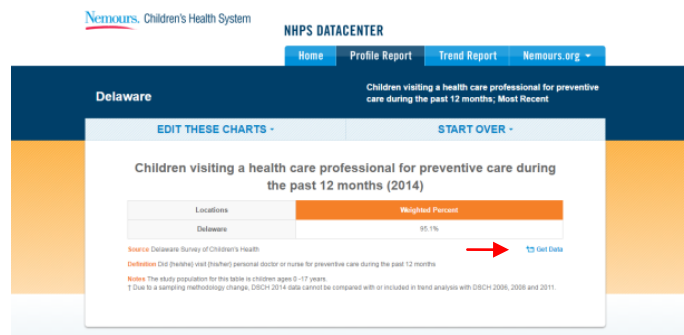 Nemours. Children's Health System
NHPS DATACENTER
Home Profile Report Trend Report Nemours.org
Delaware
Children visiting a health care professional for preventive
care during the past 12 months; Most Recent
EDIT THESE CHARTS
START OVER
Children visiting a health care professional for preventive care during
the past 12 months (2014)
Locations Weighted Percent
Delaware 95.1%
Source Delaware Survey of Children's Health
Get Data
Definition Did (he/she) visit (his/her) personal doctor or nurse for preventive care during the past 12 months
Notes The study population for this table is children ages 0 -17 years.
† Due to a sampling methodology change, DSCH 2014 data cannot be compared with or included in trend analysis with DSCH 2006, 2008 and 2011.